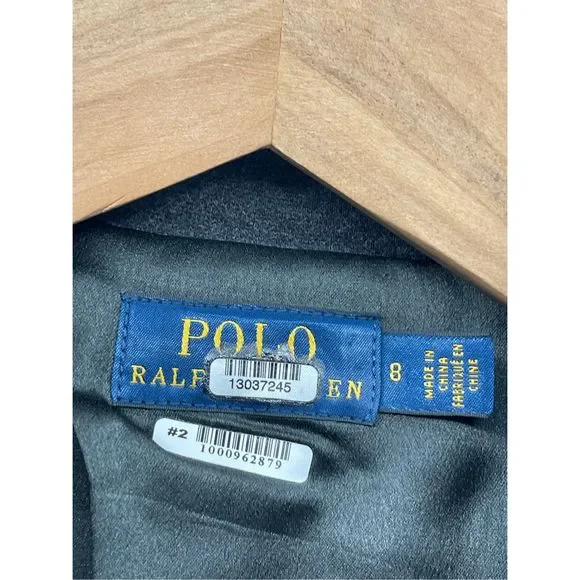 POLO
RALF EN
13037245
8
MADE IN
CHINA
FABRIQUÉ EN
CHINE
#2
1000962879